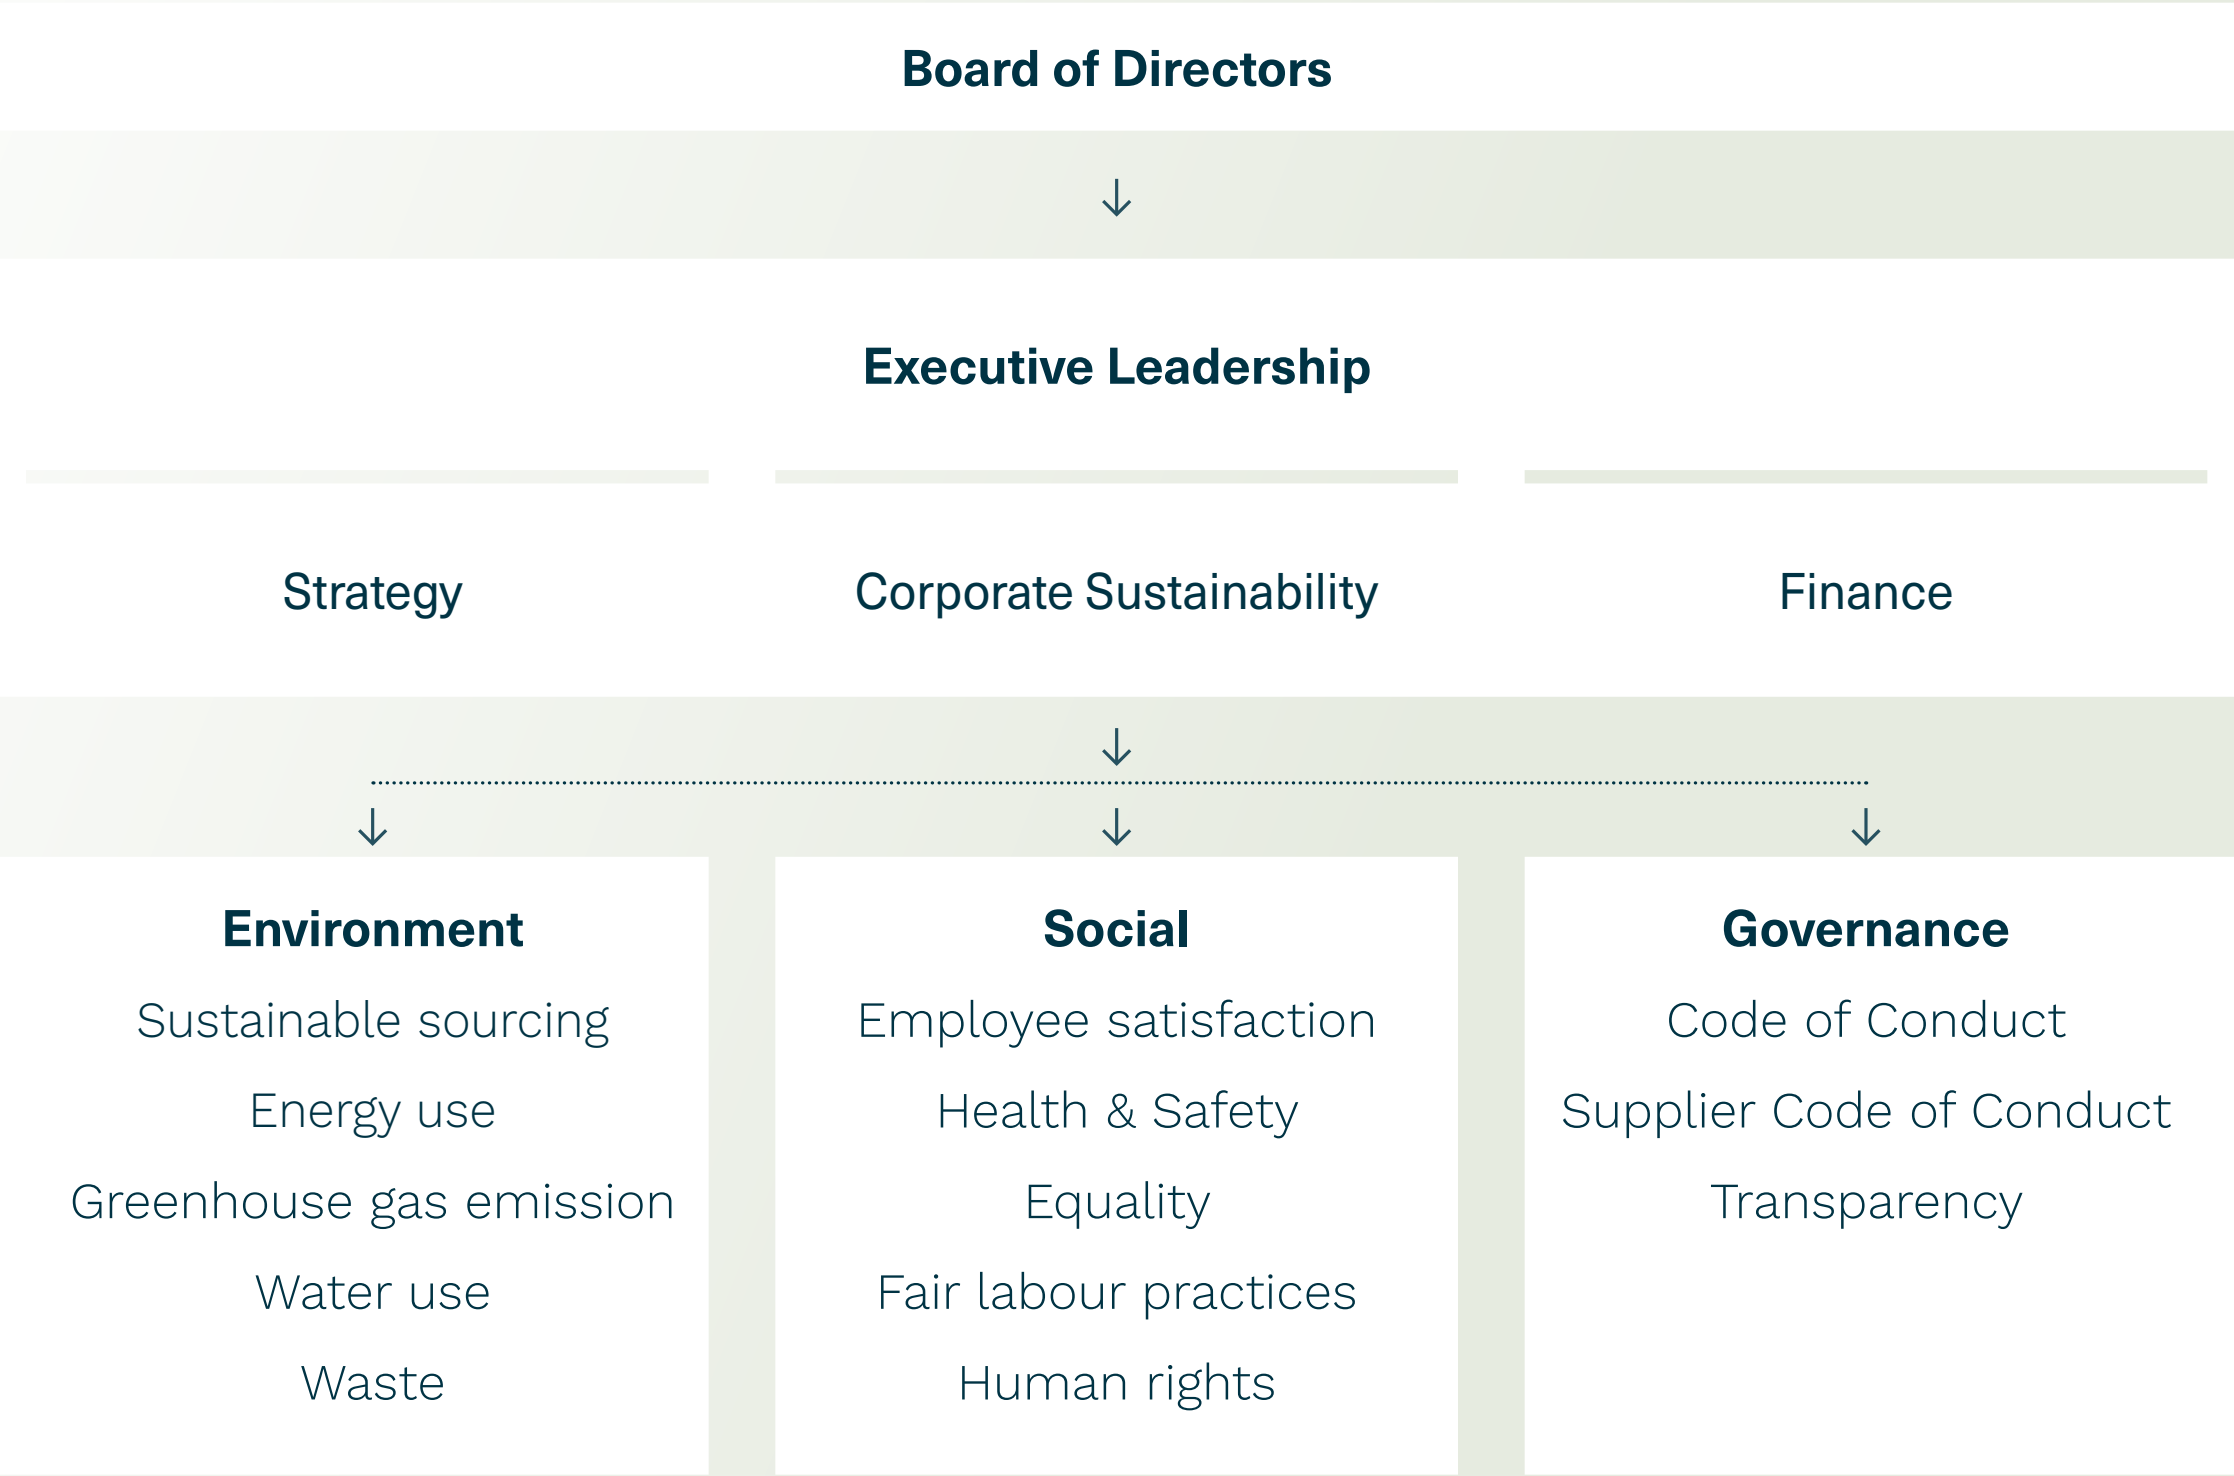 Board of Directors
Executive Leadership
Strategy
Corporate Sustainability
Finance
Environment
Sustainable sourcing
Energy use
Greenhouse gas emission
Water use
Waste
Social
Employee satisfaction
Health & Safety
Equality
Fair labour practices
Human rights
Governance
Code of Conduct
Supplier Code of Conduct
Transparency